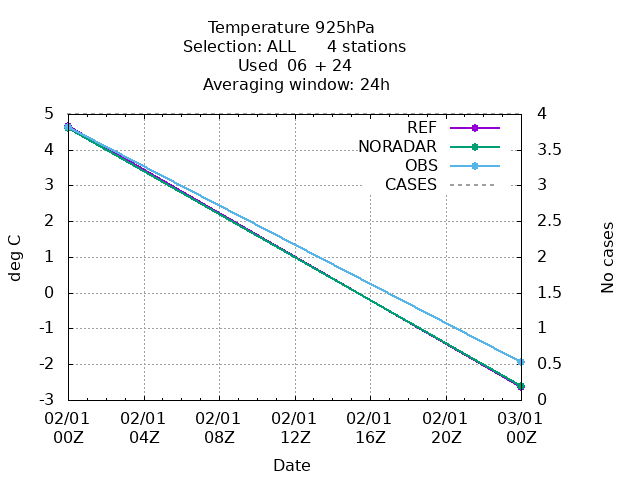 Temperature 925hPa
Selection: ALL 4 stations
Used 06 + 24
Averaging window: 24h
REF
NORADAR
OBS
CASES
5
4
3
2
1
0
-1
-2
-3
deg C
4
3.5
3
2.5
2
1.5
1
0.5
0
No cases
02/01 02/01 02/01 02/01 02/01 02/01 03/01
00Z 04Z 08Z 12Z 16Z 20Z 00Z
Date